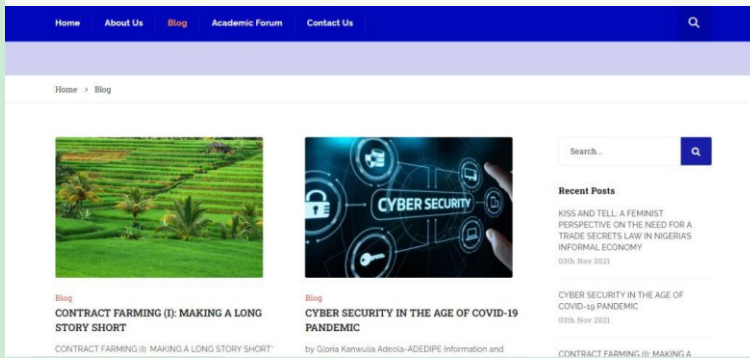 Home About Us Blog Academic Forum Contact Us
Home > Blog
CYBER SECURITY
Blog
CONTRACT FARMING (I): MAKING A LONG
STORY SHORT
CONTRACT FARMING (I): MAKING A LONG STORY SHORT"
Blog
CYBER SECURITY IN THE AGE OF COVID-19
PANDEMIC
by Gloria Kanwulia Adeola-ADEDIPE Information and
Search...
Recent Posts
KISS AND TELL: A FEMINIST
PERSPECTIVE ON THE NEED FOR A
TRADE SECRETS LAW IN NIGERIA'S
INFORMAL ECONOMY
03th Nov 2021
CYBER SECURITY IN THE AGE OF
COVID-19 PANDEMIC
03th Nov 2021
CONTRACT FARMING (I): MAKING A